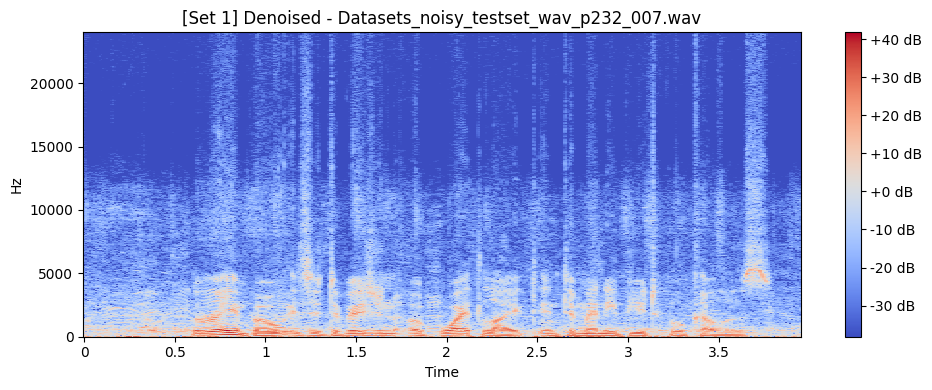 [Set 1] Denoised - Datasets_noisy_testset_wav_p232_007.wav
20000
15000
10000
5000
0
Hz
0
0.5
1
1.5
2
2.5
3
3.5
Time
+40 dB
+30 dB
+20 dB
+10 dB
+0 dB
-10 dB
-20 dB
-30 dB